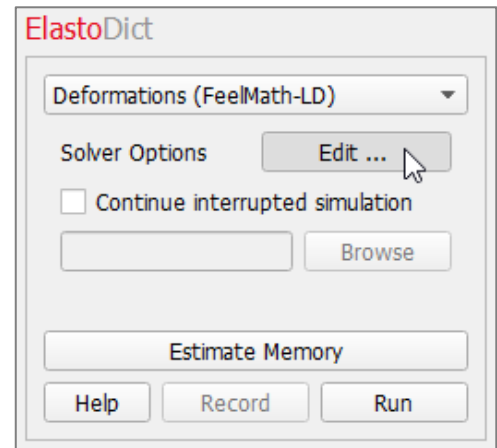 ElastoDict
Deformations (FeelMath-LD)
Solver Options Edit ...
Continue interrupted simulation
Browse
Estimate Memory
Help Record Run